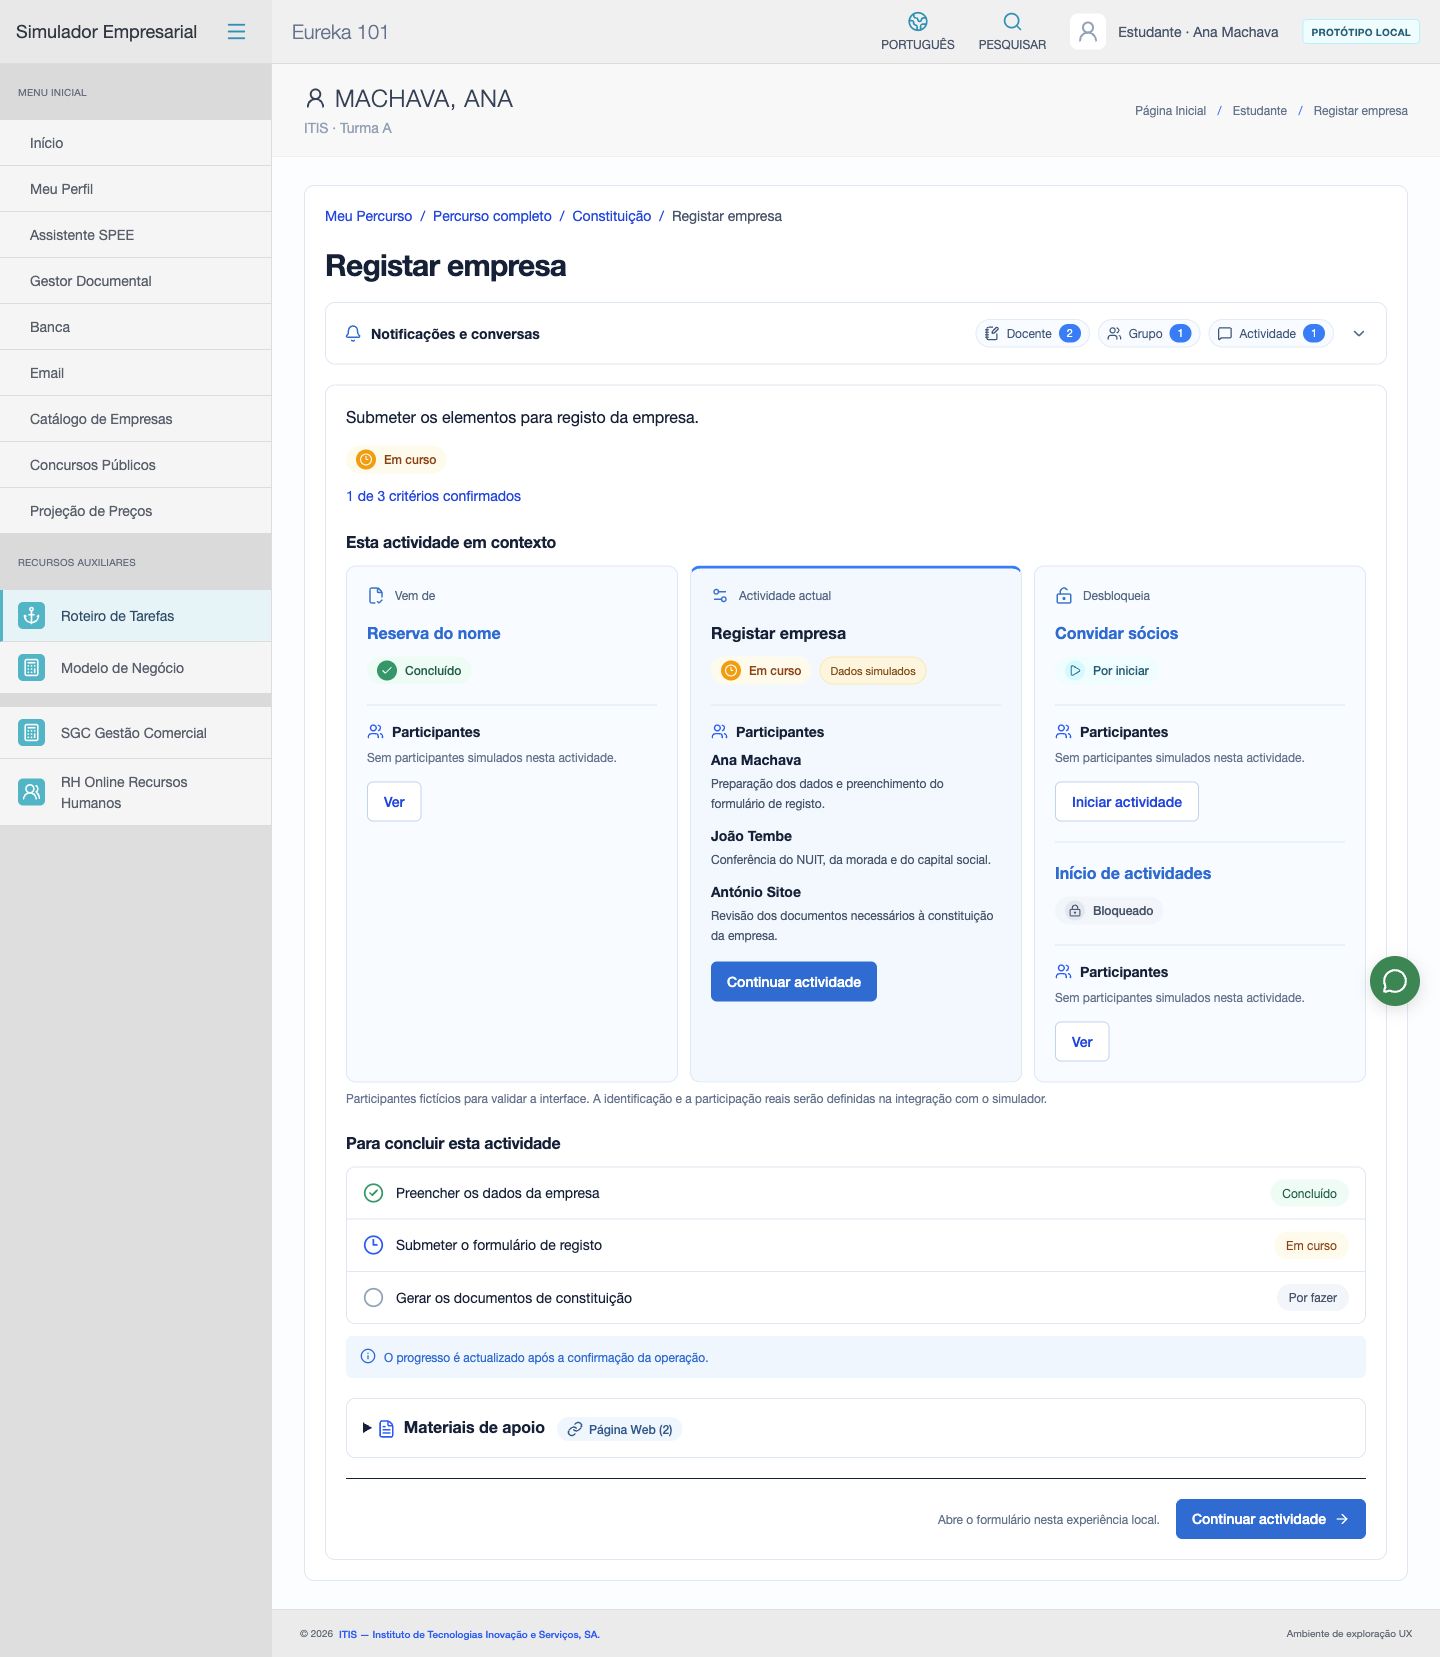 Simulador Empresarial
Eureka 101
PORTUGUÊS
PESQUISAR
Estudante · Ana Machava
PROTÓTIPO LOCAL
MENU INICIAL
Início
Meu Perfil
Assistente SPEE
Gestor Documental
Banca
Email
Catálogo de Empresas
Concursos Públicos
Projeção de Preços
RECURSOS AUXILIARES
Roteiro de Tarefas
Modelo de Negócio
SGC Gestão Comercial
RH Online Recursos
Humanos
MACHAVA, ANA
ITIS · Turma A
Página Inicial / Estudante / Registar empresa
Meu Percurso / Percurso completo / Constituição / Registar empresa
Registar empresa
Notificações e conversas
Docente 2
Grupo 1
Actividade 1
Submeter os elementos para registo da empresa.
Em curso
1 de 3 critérios confirmados
Esta actividade em contexto
Vem de
Reserva do nome
Concluído
Participantes
Sem participantes simulados nesta actividade.
Ver
Actividade actual
Registar empresa
Em curso
Dados simulados
Participantes
Ana Machava
Preparação dos dados e preenchimento do
formulário de registo.
João Tembe
Conferência do NUIT, da morada e do capital social.
António Sitoe
Revisão dos documentos necessários à constituição
da empresa.
Continuar actividade
Desbloqueia
Convidar sócios
Por iniciar
Participantes
Sem participantes simulados nesta actividade.
Iniciar actividade
Início de actividades
Bloqueado
Participantes
Sem participantes simulados nesta actividade.
Ver
Participantes fictícios para validar a interface. A identificação e a participação reais serão definidas na integração com o simulador.
Para concluir esta actividade
Preencher os dados da empresa
Concluído
Submeter o formulário de registo
Em curso
Gerar os documentos de constituição
Por fazer
O progresso é actualizado após a confirmação da operação.
Materiais de apoio
Página Web (2)
Abre o formulário nesta experiência local.
Continuar actividade
© 2026 ITIS — Instituto de Tecnologias Inovação e Serviços, SA.
Ambiente de exploração UX